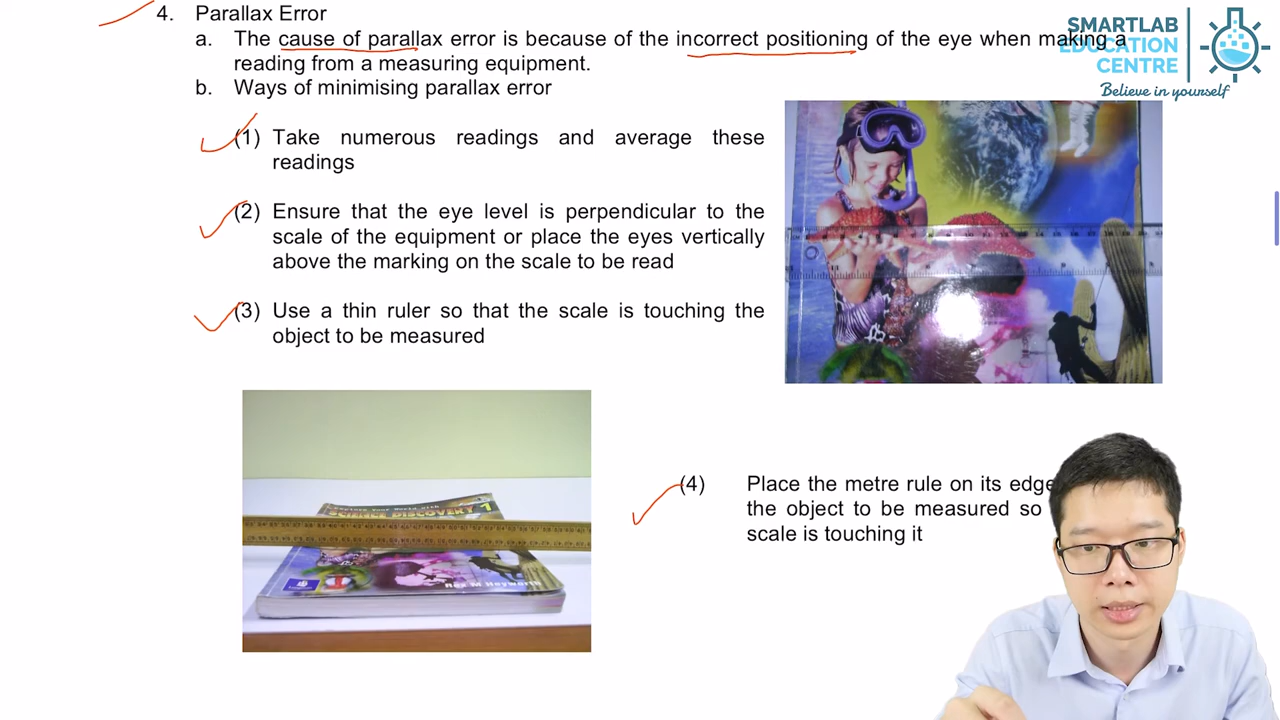 4. Parallax Error
a. The cause of parallax error is because of the incorrect positioning of the eye when making a
reading from a measuring equipment.
b. Ways of minimising parallax error
(1) Take numerous readings and average these
readings
(2) Ensure that the eye level is perpendicular to the
scale of the equipment or place the eyes vertically
above the marking on the scale to be read
(3) Use a thin ruler so that the scale is touching the
object to be measured
(4) Place the metre rule on its edge
the object to be measured so
scale is touching it
SMARTLAB
EDUCATION
CENTRE
Believe in yourself
SCIENCE DISCOVERY 1
Rex M Heyworth